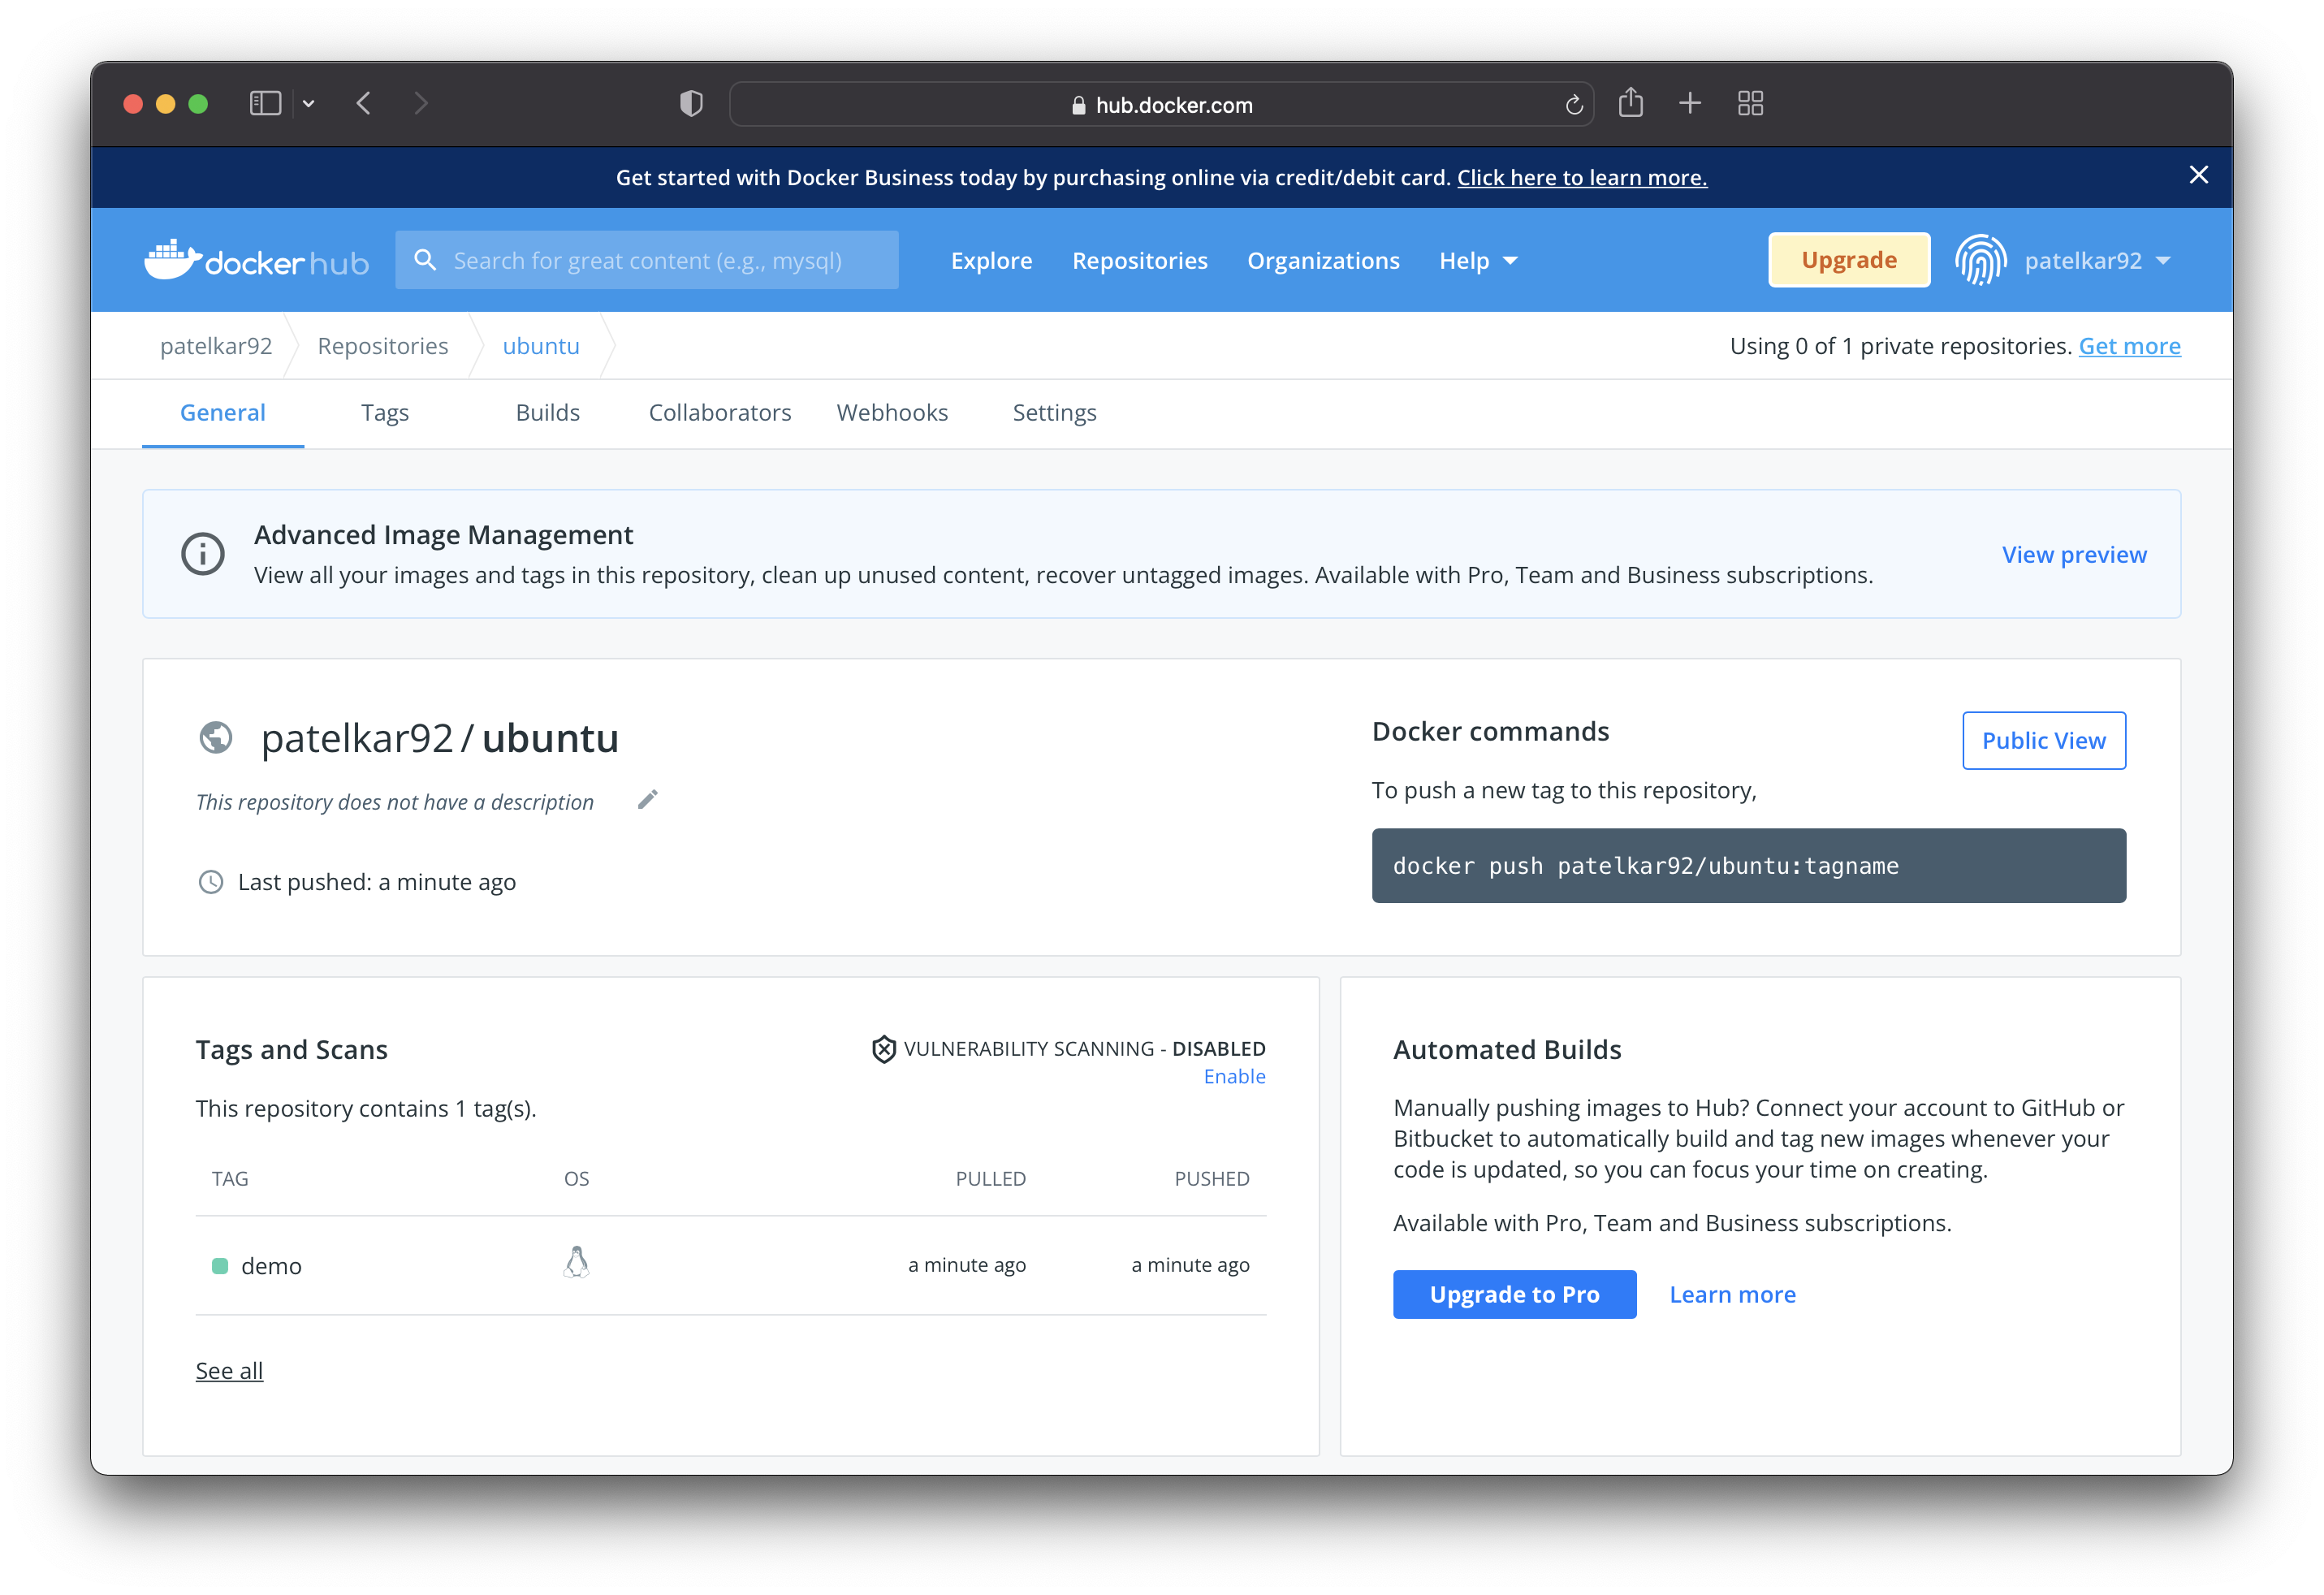 hub.docker.com
Get started with Docker Business today by purchasing online via credit/debit card. Click here to learn more.
docker hub
Search for great content (e.g., mysql)
Explore
Repositories
Organizations
Help
Upgrade
patelkar92
patelkar92
Repositories
ubuntu
Using 0 of 1 private repositories. Get more
General
Tags
Builds
Collaborators
Webhooks
Settings
Advanced Image Management
View all your images and tags in this repository, clean up unused content, recover untagged images. Available with Pro, Team and Business subscriptions.
View preview
patelkar92 / ubuntu
This repository does not have a description
Last pushed: a minute ago
Docker commands
Public View
To push a new tag to this repository,
docker push patelkar92/ubuntu:tagname
Tags and Scans
VULNERABILITY SCANNING - DISABLED
Enable
This repository contains 1 tag(s).
TAG
OS
PULLED
PUSHED
demo
a minute ago
a minute ago
See all
Automated Builds
Manually pushing images to Hub? Connect your account to GitHub or
Bitbucket to automatically build and tag new images whenever your
code is updated, so you can focus your time on creating.
Available with Pro, Team and Business subscriptions.
Upgrade to Pro
Learn more